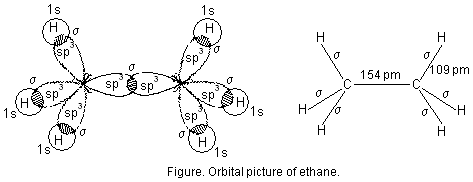 1s 1s
H σ σ H
sp³ sp³
σ
sp³ sp³
1s H sp³ sp³ H 1s
σ σ
sp³ sp³
σ σ
H H
1s 1s
H H
σ σ 109 pm
C 154 pm C
H σ σ σ σ H
H H
Figure. Orbital picture of ethane.